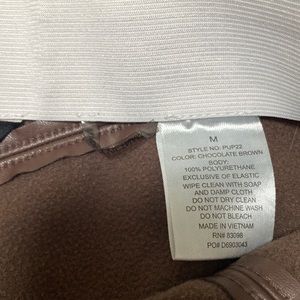 M
STYLE NO. PUP22
COLOR: CHOCOLATE BROWN
BODY:
100% POLYURETHANE
EXCLUSIVE OF ELASTIC
WIPE CLEAN WITH SOAP
AND DAMP CLOTH
DO NOT DRY CLEAN
DO NOT MACHINE WASH
DO NOT BLEACH
MADE IN VIETNAM
RN# 83098
PO# D6903043